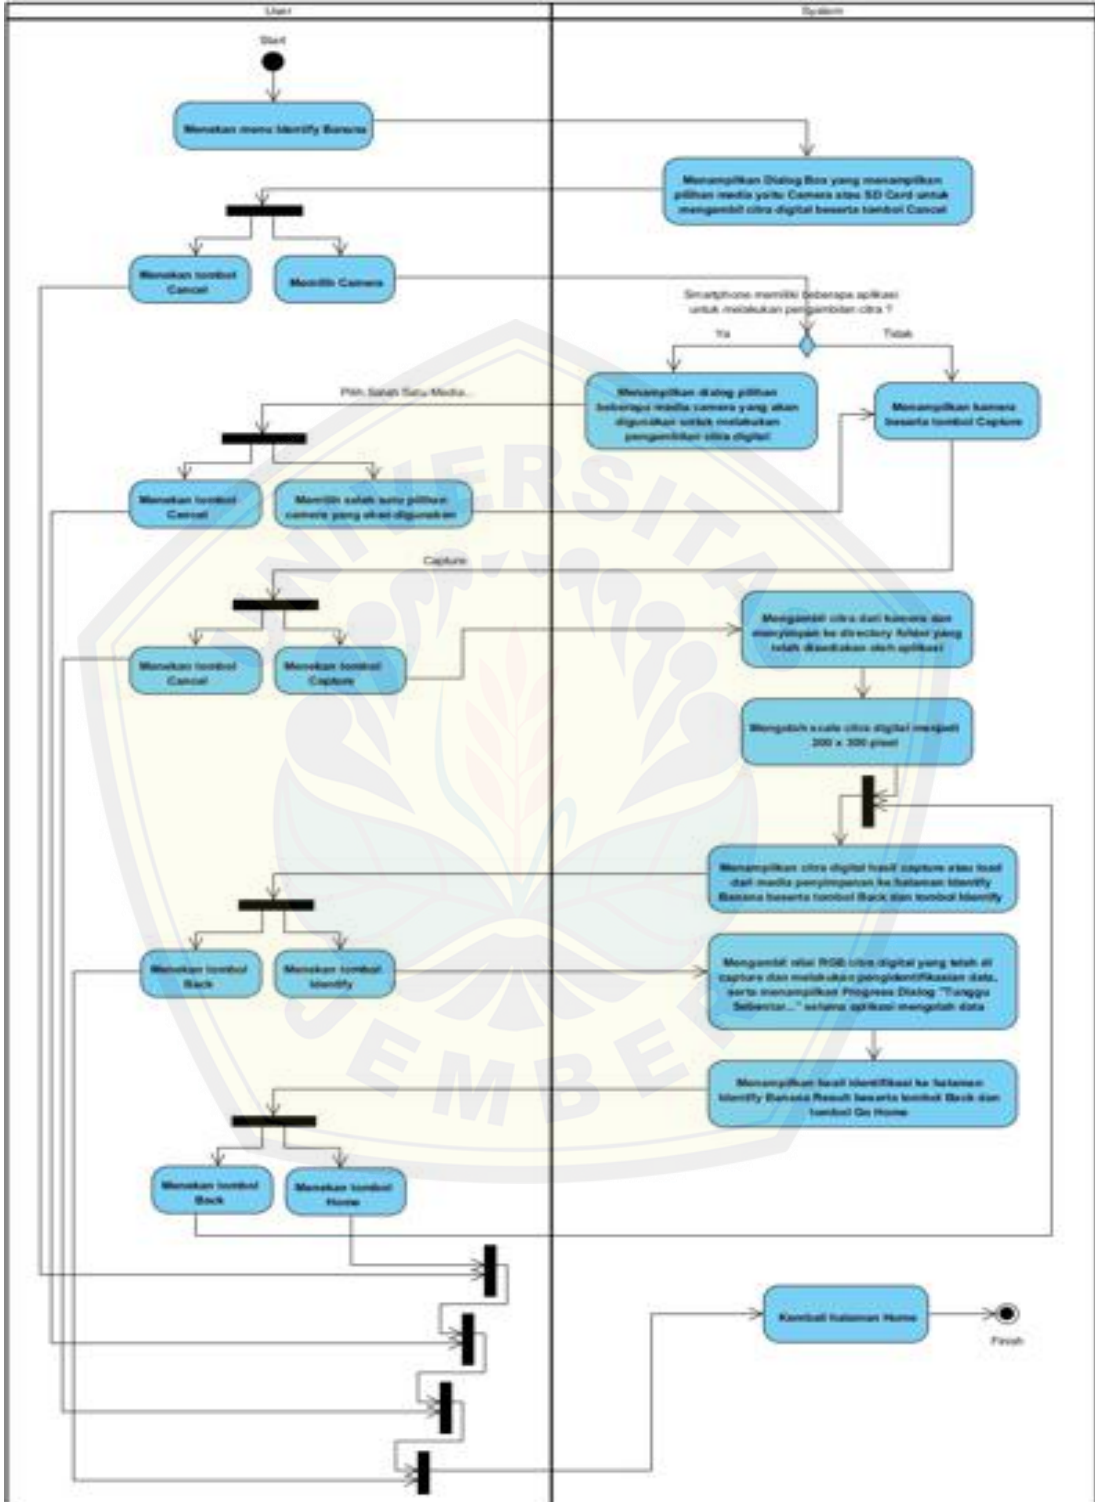 User
System
Start
Menekan menu Identify Banana
Menampilkan Dialog Box yang menampilkan
pilihan media yaitu Camera atau SD Card untuk
mengambil citra digital beserta tombol Cancel
Menekan tombol
Cancel
Memilih Camera
Smartphone memiliki beberapa aplikasi
untuk melakukan pengambilan citra ?
Ya
Tidak
Pilih Salah Satu Media...
Menampilkan dialog pilihan
beberapa media camera yang akan
digunakan untuk melakukan
pengambilan citra digital
Menampilkan kamera
beserta tombol Capture
Menekan tombol
Cancel
Memilih salah satu pilihan
camera yang akan digunakan
Capture
Menekan tombol
Cancel
Menekan tombol
Capture
Mengambil citra dari kamera dan
menyimpan ke directory folder yang
telah disediakan oleh aplikasi
Mengolah scale citra digital menjadi
300 x 300 pixel
Menampilkan citra digital hasil capture atau load
dari media penyimpanan ke halaman Identify
Banana beserta tombol Back dan tombol Identify
Menekan tombol
Back
Menekan tombol
Identify
Mengambil nilai RGB citra digital yang telah di
capture dan melakukan pengidentifikasian data,
serta menampilkan Progress Dialog "Tunggu
Sebentar..." selama aplikasi mengolah data
Menampilkan hasil identifikasi ke halaman
Identify Banana Result beserta tombol Back dan
tombol Go Home
Menekan tombol
Back
Menekan tombol
Home
Kembali halaman Home
Finish
UNIVERSITAS
JEMBER